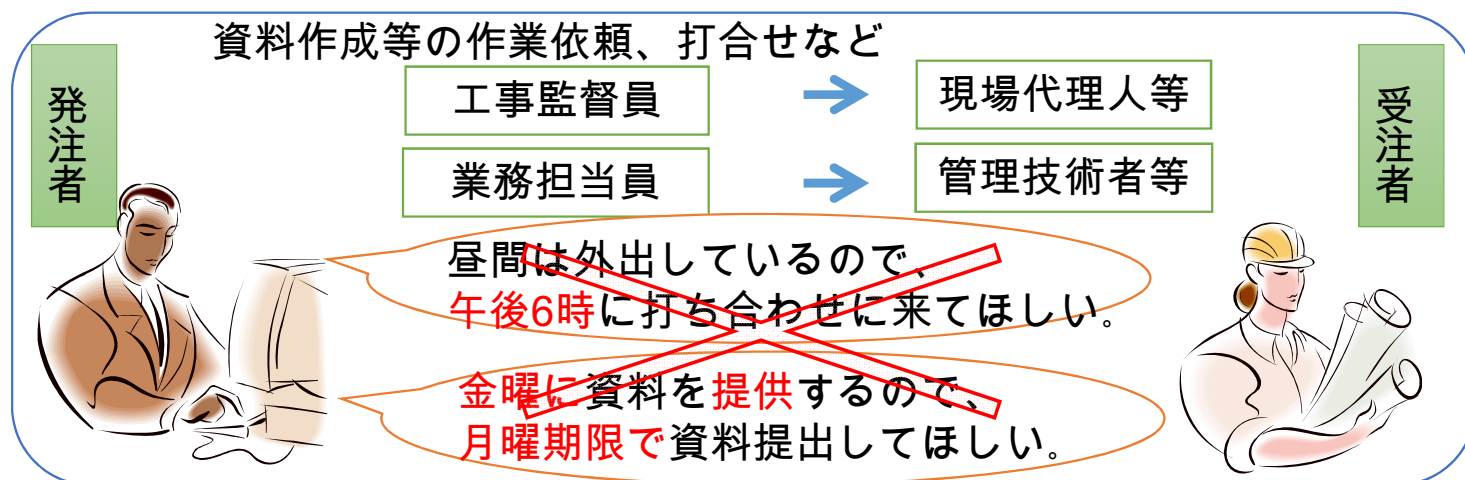 資料作成等の作業依頼、打合せなど
発注者
工事監督員
現場代理人等
業務担当員
管理技術者等
受注者
昼間は外出しているので、
午後6時に打ち合わせに来てほしい。
金曜に資料を提供するので、
月曜期限で資料提出してほしい。